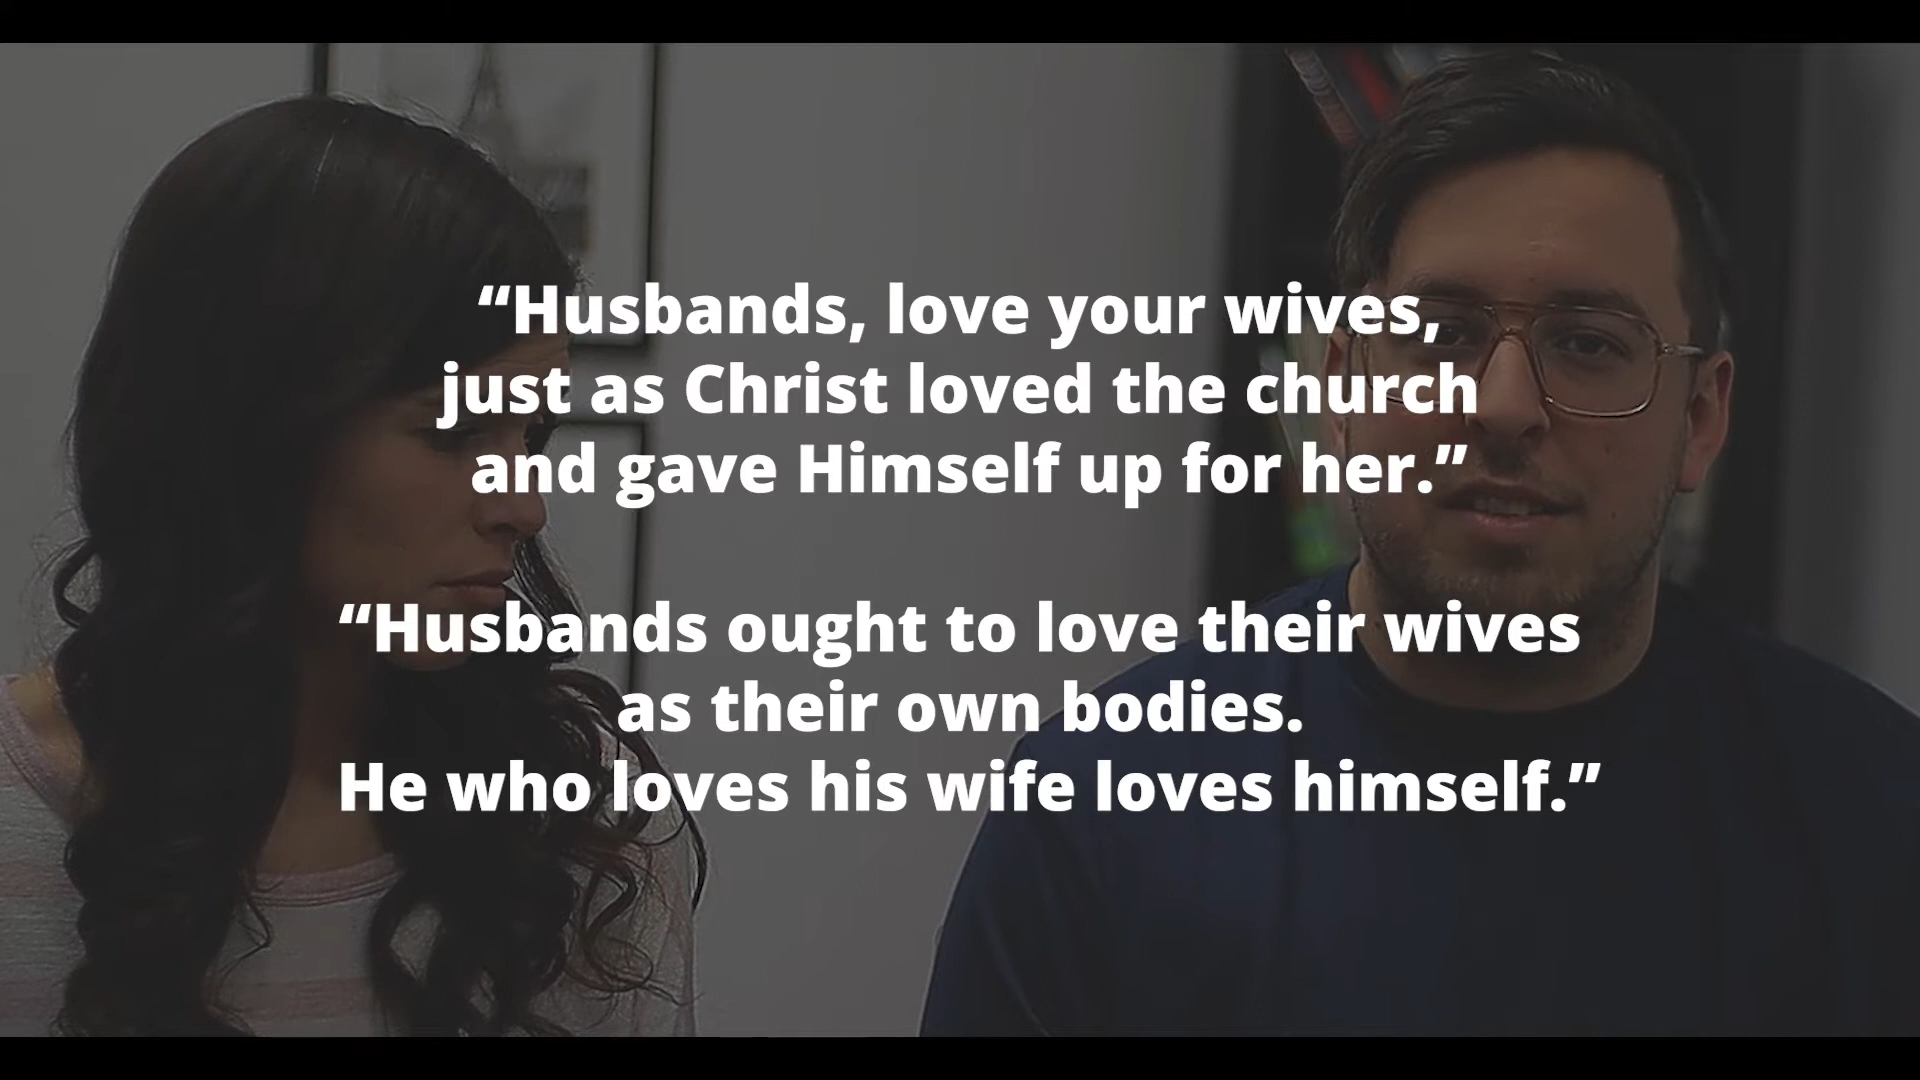 “Husbands, love your wives,
just as Christ loved the church
and gave Himself up for her.”
“Husbands ought to love their wives
as their own bodies.
He who loves his wife loves himself.”